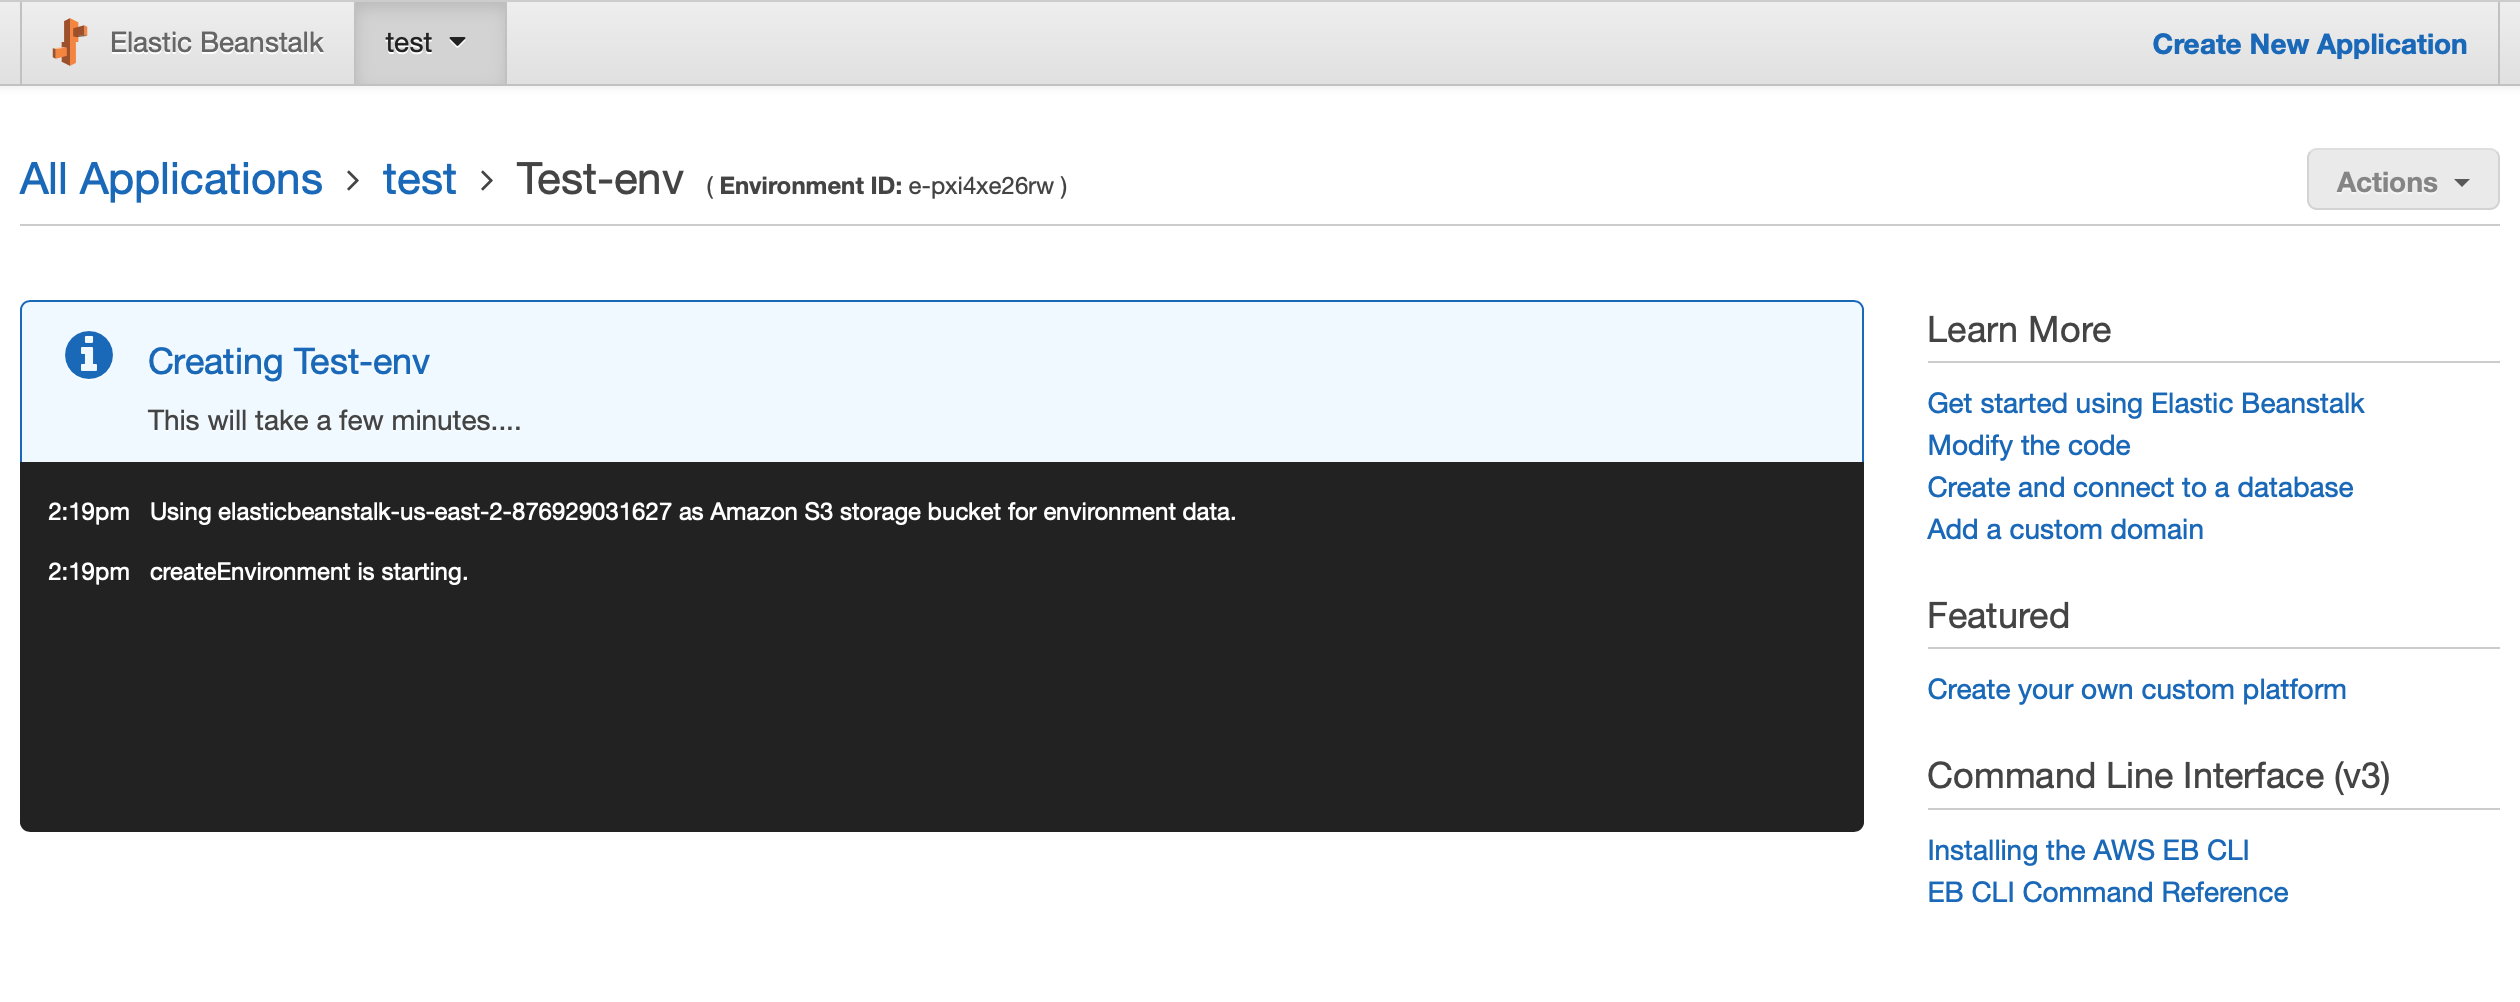 Elastic Beanstalk test Create New Application
All Applications > test > Test-env ( Environment ID: e-pxi4xe26rw ) Actions
Creating Test-env
This will take a few minutes....
2:19pm Using elasticbeanstalk-us-east-2-876929031627 as Amazon S3 storage bucket for environment data.
2:19pm createEnvironment is starting.
Learn More
Get started using Elastic Beanstalk
Modify the code
Create and connect to a database
Add a custom domain
Featured
Create your own custom platform
Command Line Interface (v3)
Installing the AWS EB CLI
EB CLI Command Reference